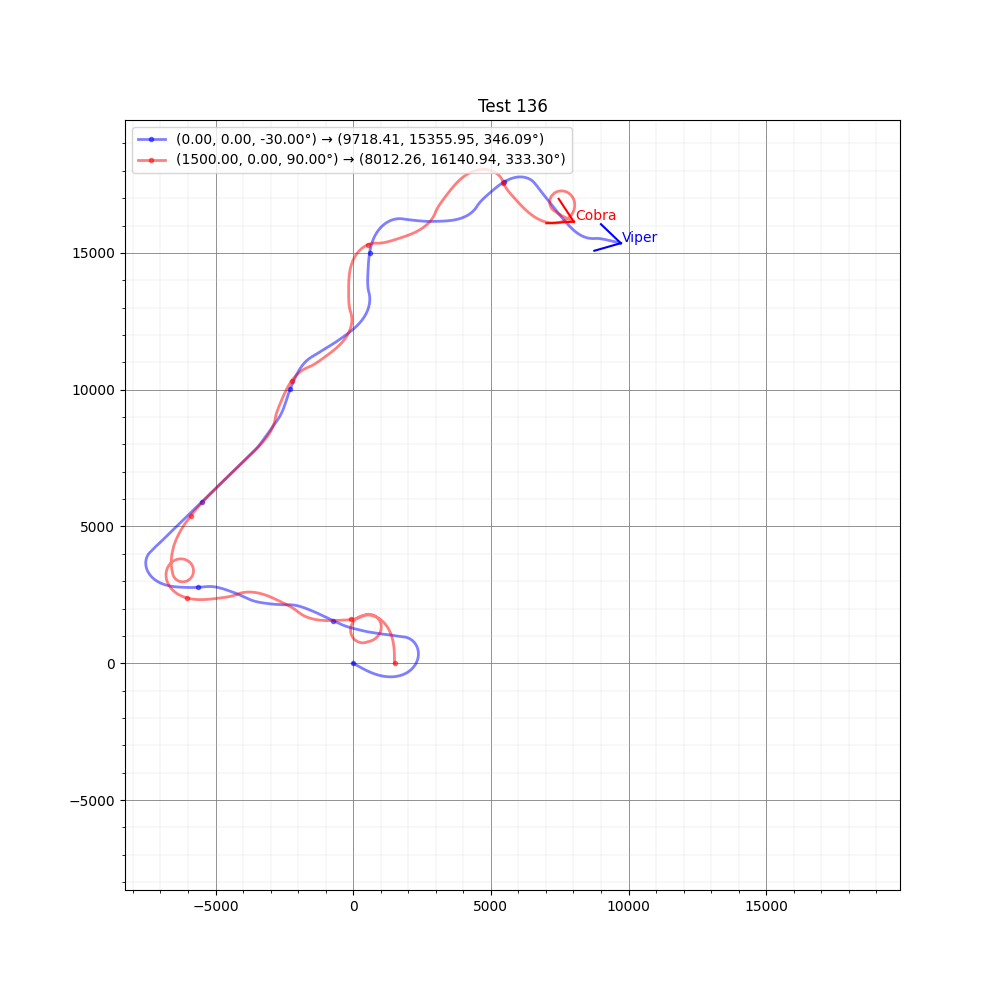 Test 136
(0.00, 0.00, -30.00°) → (9718.41, 15355.95, 346.09°)
(1500.00, 0.00, 90.00°) → (8012.26, 16140.94, 333.30°)
Cobra
Viper
15000
10000
5000
0
−5000
−5000 0 5000 10000 15000